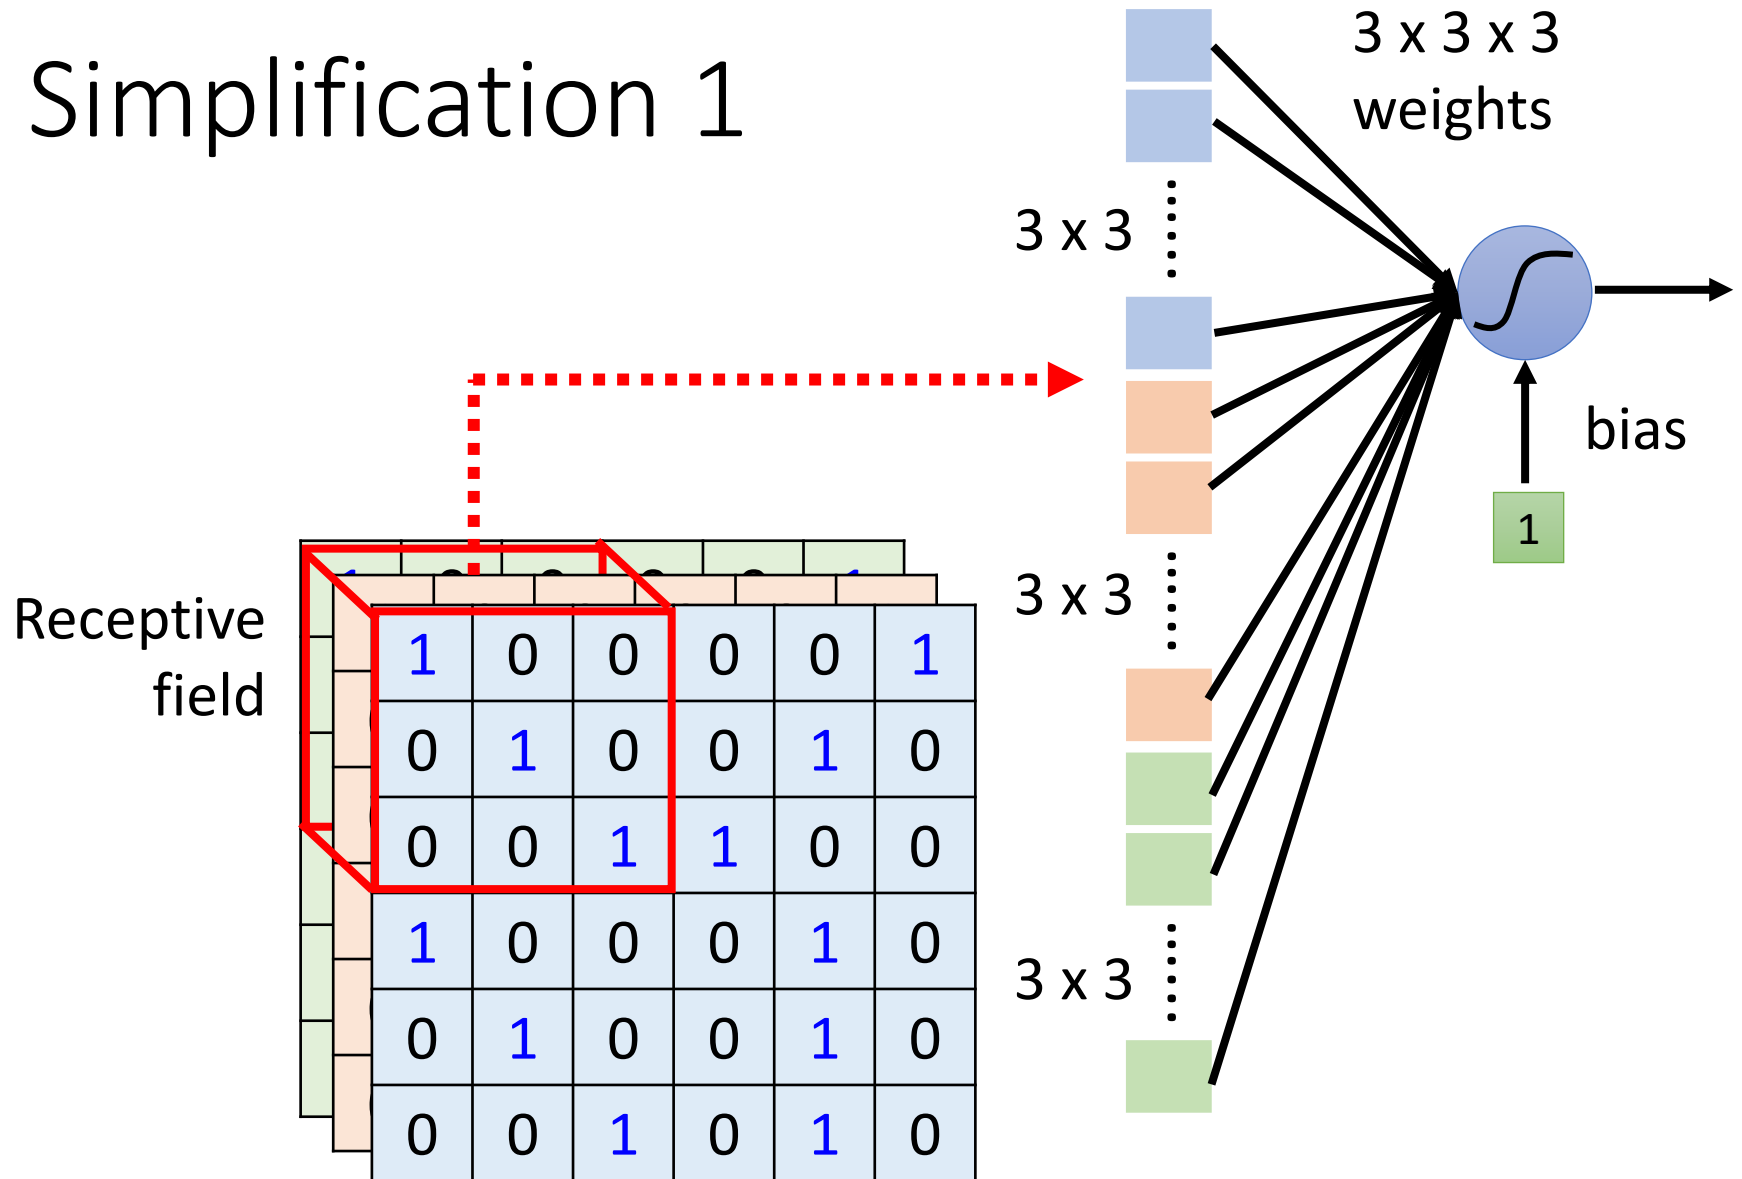 Simplification 1
3 x 3 x 3
weights
3 x 3
bias
1
3 x 3
3 x 3
Receptive
field
1 0 0 0 0 1
0 1 0 0 1 0
0 0 1 1 0 0
1 0 0 0 1 0
0 1 0 0 1 0
0 0 1 0 1 0